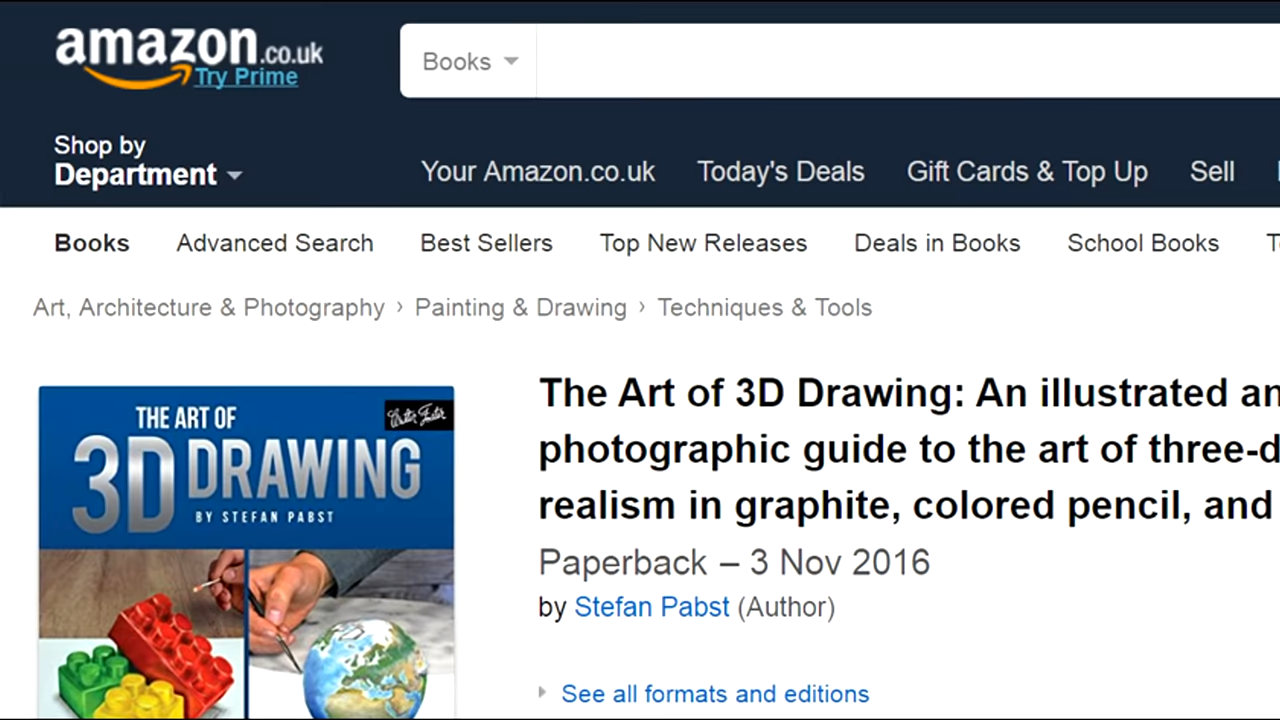 amazon.co.uk
Try Prime
Books
Shop by
Department
Your Amazon.co.uk Today's Deals Gift Cards & Top Up Sell
Books Advanced Search Best Sellers Top New Releases Deals in Books School Books
Art, Architecture & Photography › Painting & Drawing › Techniques & Tools
THE ART OF
Walter Foster
3D DRAWING
BY STEFAN PABST
The Art of 3D Drawing: An illustrated an
photographic guide to the art of three-d
realism in graphite, colored pencil, and
Paperback – 3 Nov 2016
by Stefan Pabst (Author)
See all formats and editions